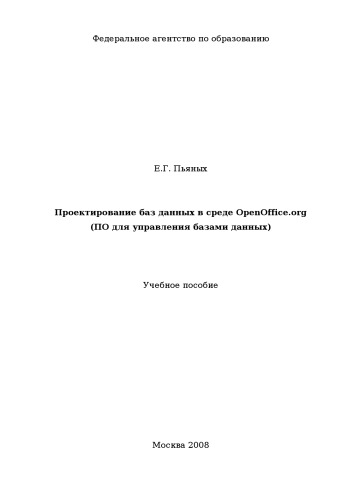 Федеральное агентство по образованию
Е.Г. Пьяных
Проектирование баз данных в среде OpenOffice.org
(ПО для управления базами данных)
Учебное пособие
Москва 2008